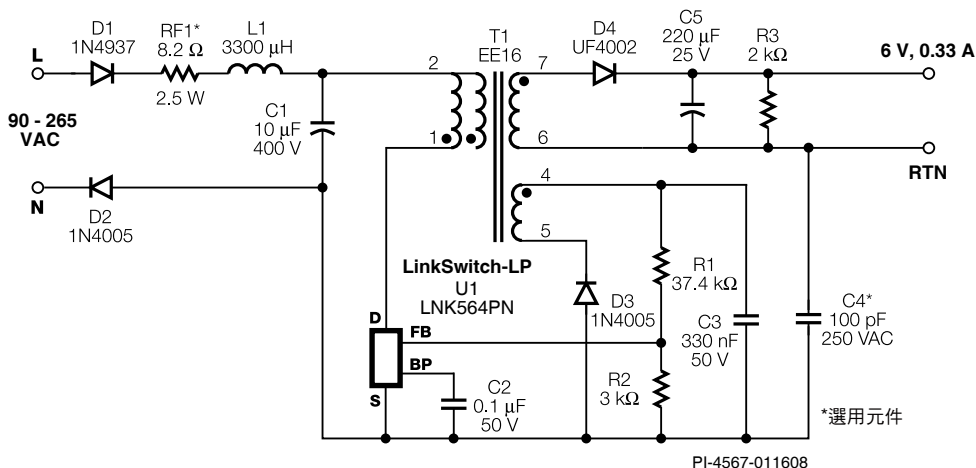 D1
1N4937
RF1*
8.2 Ω
2.5 W
L1
3300 µH
T1
EE16
D4
UF4002
C5
220 µF
25 V
R3
2 kΩ
6 V, 0.33 A
L
2
7
C1
10 µF
400 V
90 - 265
VAC
1
6
RTN
N
D2
1N4005
4
5
LinkSwitch-LP
U1
LNK564PN
D3
1N4005
R1
37.4 kΩ
C3
330 nF
50 V
C4*
100 pF
250 VAC
D
FB
BP
S
C2
0.1 µF
50 V
R2
3 kΩ
*選用元件
PI-4567-011608